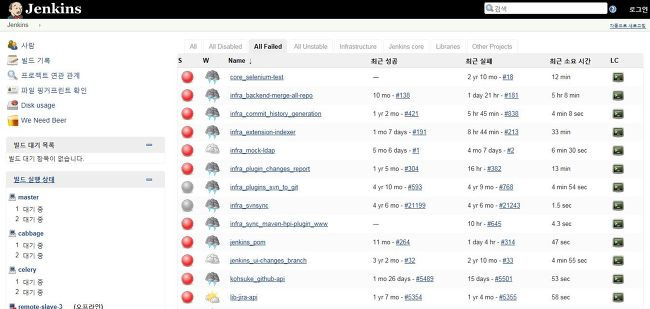 Jenkins
검색
로그인
Jenkins
자동으로 새로고침
사람
빌드 기록
프로젝트 연관 관계
파일 핑거프린트 확인
Disk usage
We Need Beer
빌드 대기 목록
빌드 대기 항목이 없습니다.
빌드 실행 상태
master
1 대기 중
2 대기 중
cabbage
1 대기 중
2 대기 중
celery
1 대기 중
2 대기 중
remote-slave-3 (오프라인)
All All Disabled All Failed All Unstable Infrastructure Jenkins core Libraries Other Projects
S W Name ↓ 최근 성공 최근 실패 최근 소요 시간 LC
core_selenium-test — 2 yr 10 mo - #18 12 min
infra_backend-merge-all-repo 10 mo - #138 1 day 21 hr - #181 5 hr 8 min
infra_commit_history_generation 1 yr 2 mo - #421 5 hr 45 min - #838 4 min 8 sec
infra_extension-indexer 1 mo 7 days - #191 8 hr 44 min - #213 33 min
infra_mock-ldap 5 mo 6 days - #1 4 mo 7 days - #2 6 min 30 sec
infra_plugin_changes_report 1 yr 5 mo - #304 16 hr - #382 13 min
infra_plugins_svn_to_git 4 yr 10 mo - #593 4 yr 9 mo - #768 4 min 54 sec
infra_svnsync 4 yr 6 mo - #21199 4 yr 6 mo - #21243 1.5 sec
infra_sync_maven-hpi-plugin_www — 10 hr - #645 4.3 sec
jenkins_pom 11 mo - #264 1 day 4 hr - #314 47 sec
jenkins_ui-changes_branch 3 yr 2 mo - #32 2 yr 10 mo - #33 4 min 55 sec
kohsuke_github-api 1 mo 26 days - #5489 15 days - #5501 53 sec
lib-jira-api 1 yr 7 mo - #5354 1 yr 4 mo - #5355 58 sec